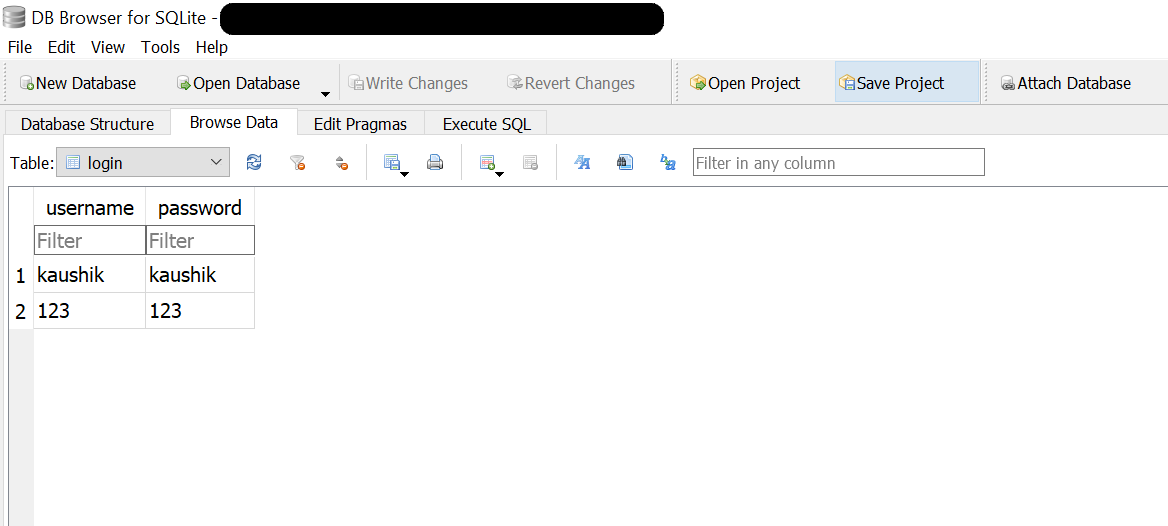 DB Browser for SQLite -
File Edit View Tools Help
New Database Open Database Write Changes Revert Changes Open Project Save Project Attach Database
Database Structure Browse Data Edit Pragmas Execute SQL
Table: login Filter in any column
username password
Filter Filter
1 kaushik kaushik
2 123 123